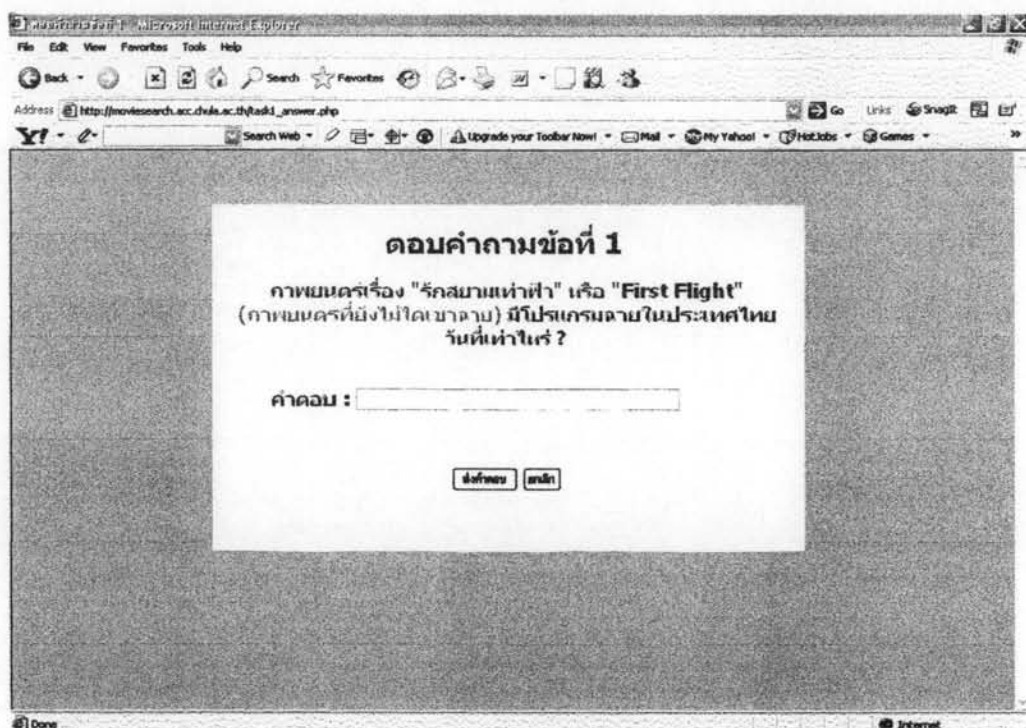 Microsoft Internet Explorer
File Edit View Favorites Tools Help
Back Search Favorites
Address http://moviesearch.acc.chula.ac.th/task1_answer.php Go Links SnagIt
Y! Search Web Upgrade your Toolbar Now! Mail My Yahoo! HotJobs Games
ตอบคำถามข้อที่ 1
ภาพยนตร์เรื่อง "รักสยามเท่าฟ้า" หรือ "First Flight"
(ภาพยนตร์ที่ยังไม่ได้เข้าฉาย) มีโปรแกรมฉายในประเทศไทย
วันที่เท่าไหร่ ?
คำตอบ :
ส่งคำตอบ ยกเลิก
Done Internet